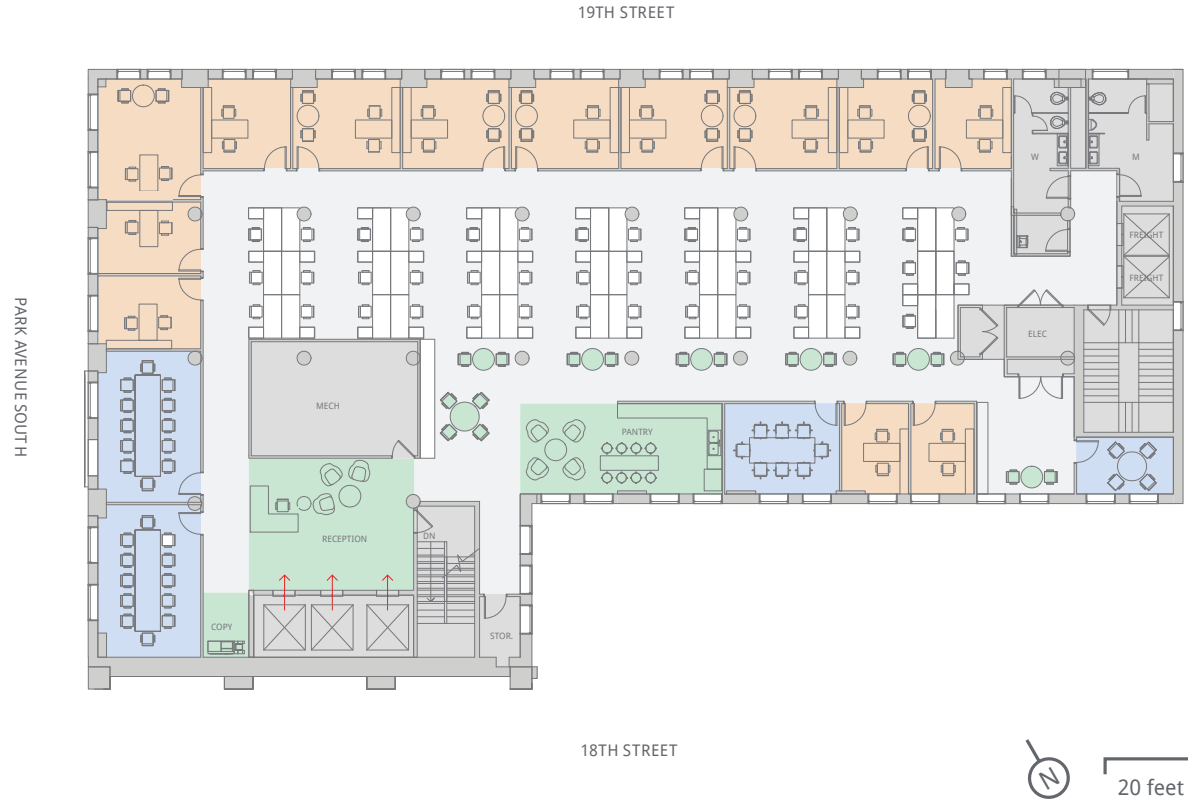 19TH STREET
W
M
FREIGHT
FREIGHT
PARK AVENUE SOUTH
ELEC
MECH
PANTRY
DN
RECEPTION
COPY
STOR.
18TH STREET
N
20 feet